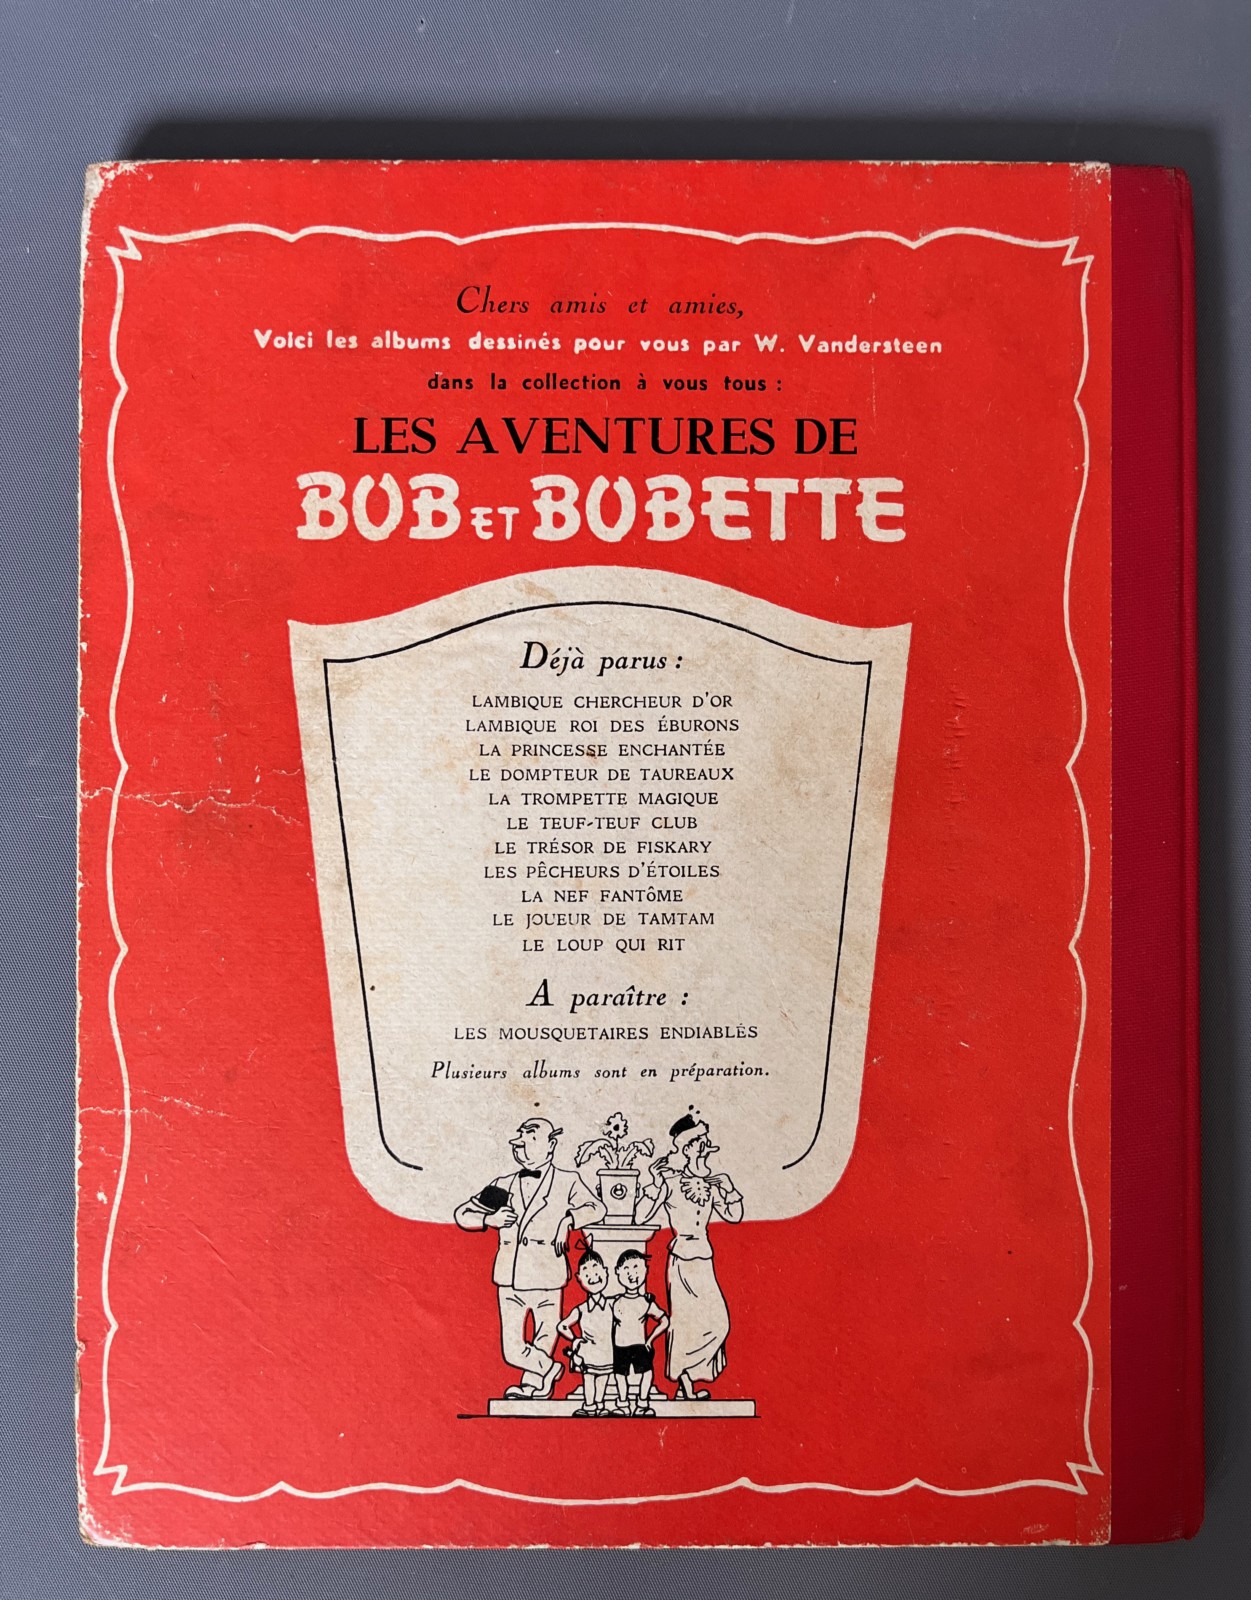 Chers amis et amies,
Voici les albums dessinés pour vous par W. Vandersteen
dans la collection à vous tous :
LES AVENTURES DE
BOB ET BOBETTE
Déjà parus :
LAMBIQUE CHERCHEUR D'OR
LAMBIQUE ROI DES ÉBURONS
LA PRINCESSE ENCHANTÉE
LE DOMPTEUR DE TAUREAUX
LA TROMPETTE MAGIQUE
LE TEUF-TEUF CLUB
LE TRÉSOR DE FISKARY
LES PÊCHEURS D'ÉTOILES
LA NEF FANTÔME
LE JOUEUR DE TAMTAM
LE LOUP QUI RIT
A paraître :
LES MOUSQUETAIRES ENDIABLÉS
Plusieurs albums sont en préparation.